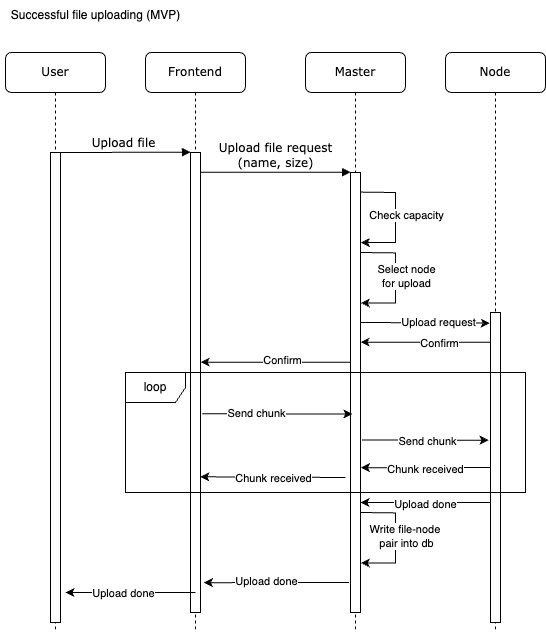 Successful file uploading (MVP)
User
Frontend
Master
Node
Upload file
Upload file request
(name, size)
Check capacity
Select node
for upload
Upload request
Confirm
Confirm
loop
Send chunk
Send chunk
Chunk received
Chunk received
Upload done
Write file-node
pair into db
Upload done
Upload done